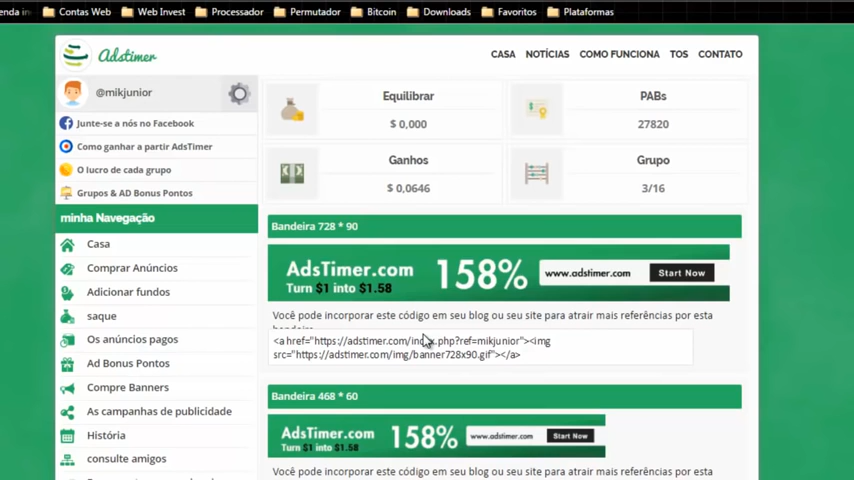 Contas Web
Web Invest
Processador
Permutador
Bitcoin
Downloads
Favoritos
Plataformas
Adstimer
CASA NOTÍCIAS COMO FUNCIONA TOS CONTATO
@mikjunior
Junte-se a nós no Facebook
Como ganhar a partir AdsTimer
O lucro de cada grupo
Grupos & AD Bonus Pontos
minha Navegação
Casa
Comprar Anúncios
Adicionar fundos
saque
Os anúncios pagos
Ad Bonus Pontos
Compre Banners
As campanhas de publicidade
História
consulte amigos
Equilibrar
$ 0,000
PABs
27820
Ganhos
$ 0,0646
Grupo
3/16
Bandeira 728 * 90
AdsTimer.com
Turn $1 into $1.58
158%
www.adstimer.com
Start Now
Você pode incorporar este código em seu blog ou seu site para atrair mais referências por esta
<a href="https://adstimer.com/index.php?ref=mikjunior"><img
src="https://adstimer.com/img/banner728x90.gif"></a>
Bandeira 468 * 60
AdsTimer.com
Turn $1 into $1.58
158%
www.adstimer.com
Start Now
Você pode incorporar este código em seu blog ou seu site para atrair mais referências por esta